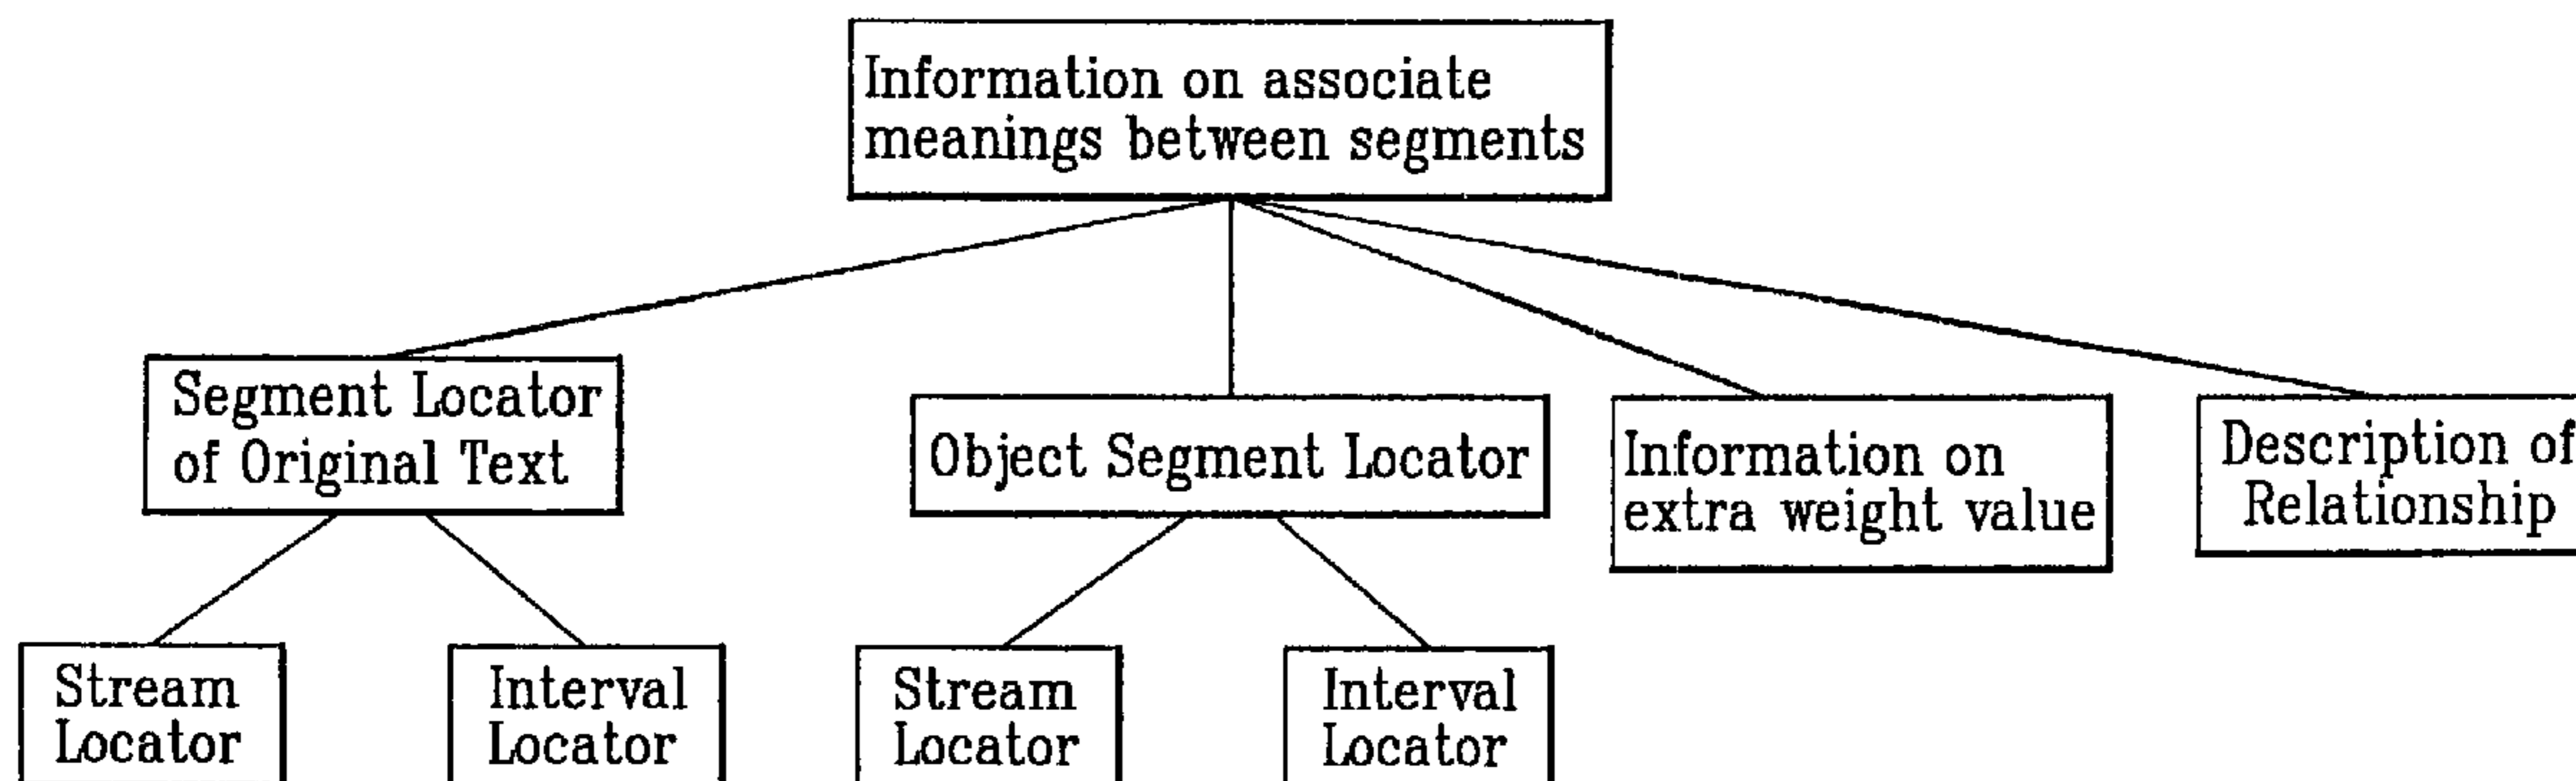 Information on associate
meanings between segments
Segment Locator
of Original Text
Object Segment Locator
Information on
extra weight value
Description of
Relationship
Stream
Locator
Interval
Locator
Stream
Locator
Interval
Locator